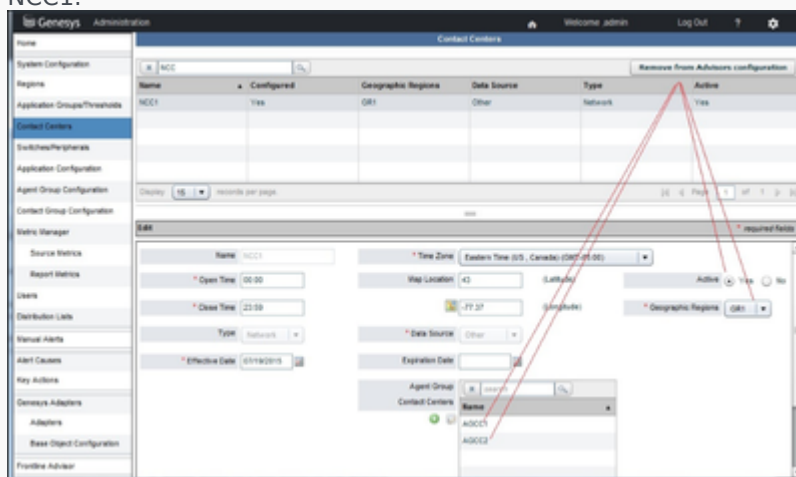 NCC1.
Genesys Administration Welcome admin Log Out ?
Home
System Configuration
Regions
Application Groups/Thresholds
Contact Centers
Switches/Peripherals
Application Configuration
Agent Group Configuration
Contact Group Configuration
Metric Manager
Source Metrics
Report Metrics
Users
Distribution Lists
Manual Alerts
Alert Causes
Key Actions
Genesys Adapters
Adapters
Base Object Configuration
Frontline Advisor
Contact Centers
x NCC Remove from Advisors configuration
Name Configured Geographic Regions Data Source Type Active
NCC1 Yes GR1 Other Network Yes
Display 15 records per page Page 1 of 1
Edit * required fields
Name NCC1 * Time Zone Eastern Time (US , Canada) (GMT-05:00)
* Open Time 00:00 Map Location 43 (Latitude) Active Yes No
* Close Time 23:59 -77.37 (Longitude) * Geographic Regions GR1
Type Network * Data Source Other
* Effective Date 07/19/2015 Expiration Date
Agent Group Contact Centers x search
Name
AGCC1
AGCC2